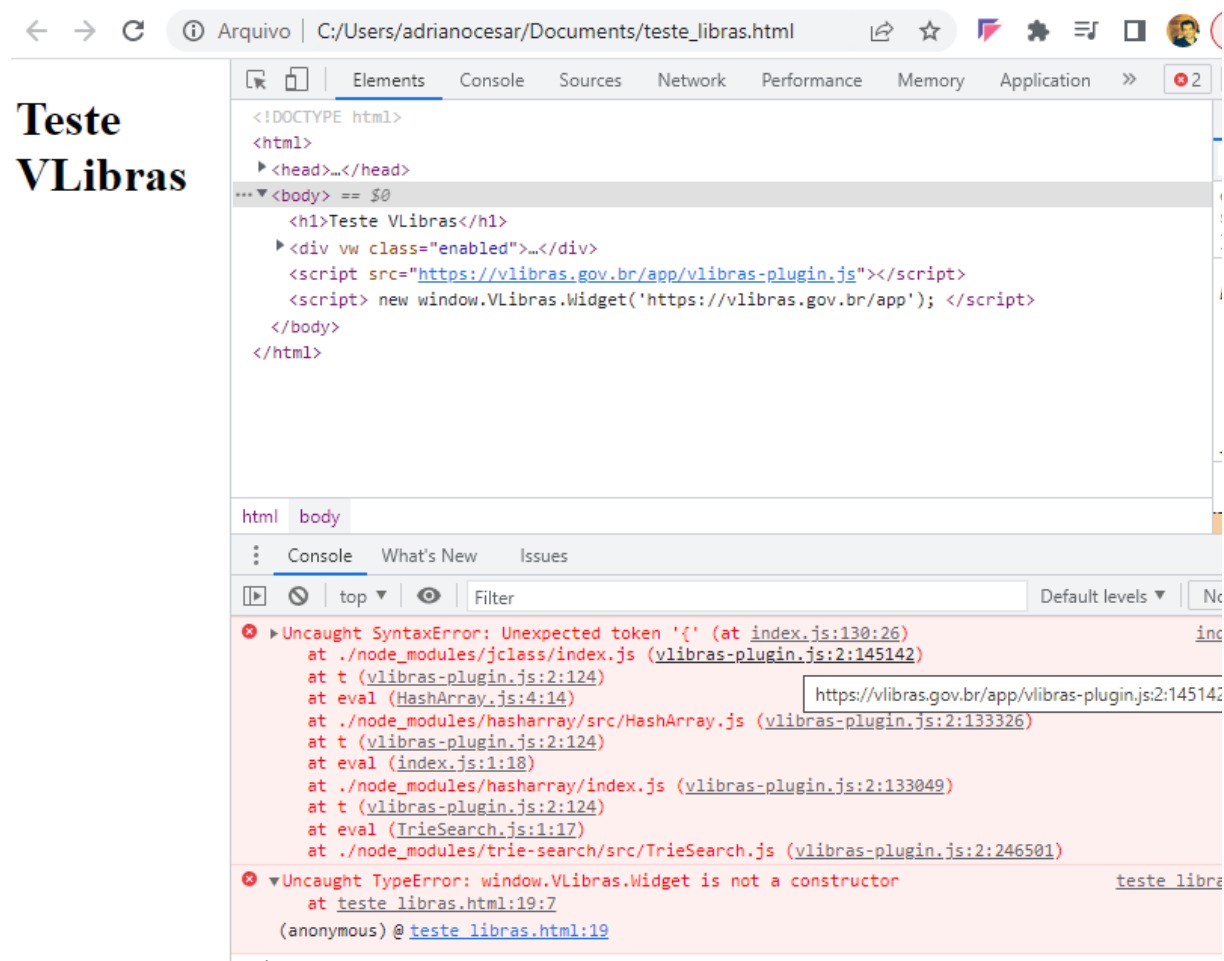 Arquivo | C:/Users/adrianocesar/Documents/teste_libras.html
Teste
VLibras
Elements Console Sources Network Performance Memory Application » 2
<!DOCTYPE html>
<html>
<head>…</head>
<body> == $0
<h1>Teste VLibras</h1>
<div vw class="enabled">…</div>
<script src="https://vlibras.gov.br/app/vlibras-plugin.js"></script>
<script> new window.VLibras.Widget('https://vlibras.gov.br/app'); </script>
</body>
</html>
html body
Console What's New Issues
top Filter Default levels
Uncaught SyntaxError: Unexpected token '{' (at index.js:130:26)
at ./node_modules/jclass/index.js (vlibras-plugin.js:2:145142)
at t (vlibras-plugin.js:2:124)
at eval (HashArray.js:4:14)
https://vlibras.gov.br/app/vlibras-plugin.js:2:145142
at ./node_modules/hasharray/src/HashArray.js (vlibras-plugin.js:2:133326)
at t (vlibras-plugin.js:2:124)
at eval (index.js:1:18)
at ./node_modules/hasharray/index.js (vlibras-plugin.js:2:133049)
at t (vlibras-plugin.js:2:124)
at eval (TrieSearch.js:1:17)
at ./node_modules/trie-search/src/TrieSearch.js (vlibras-plugin.js:2:246501)
Uncaught TypeError: window.VLibras.Widget is not a constructor
at teste libras.html:19:7
(anonymous) @ teste libras.html:19